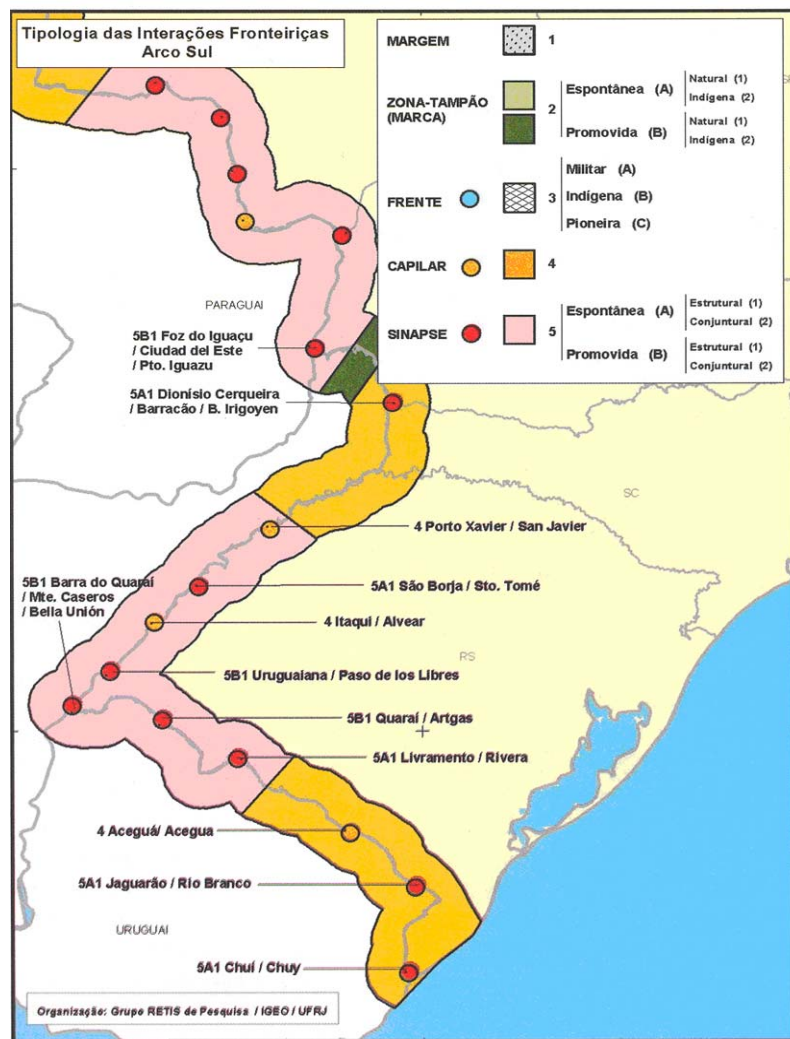 Tipologia das Interações Fronteiriças
Arco Sul
MARGEM 1
ZONA-TAMPÃO
(MARCA)
2
Espontânea (A)
Natural (1)
Indígena (2)
Promovida (B)
Natural (1)
Indígena (2)
FRENTE 3
Militar (A)
Indígena (B)
Pioneira (C)
CAPILAR 4
SINAPSE 5
Espontânea (A)
Estrutural (1)
Conjuntural (2)
Promovida (B)
Estrutural (1)
Conjuntural (2)
PARAGUAI
5B1 Foz do Iguaçu
/ Ciudad del Este
/ Pto. Iguazu
5A1 Dionísio Cerqueira
/ Barracão / B. Irigoyen
SC
4 Porto Xavier / San Javier
5B1 Barra do Quaraí
/ Mte. Caseros
/ Bella Unión
5A1 São Borja / Sto. Tomé
4 Itaqui / Alvear
RS
5B1 Uruguaiana / Paso de los Libres
5B1 Quaraí / Artgas
5A1 Livramento / Rivera
4 Aceguá/ Acegua
5A1 Jaguarão / Rio Branco
URUGUAI
5A1 Chuí / Chuy
Organização: Grupo RETIS de Pesquisa / IGEO / UFRJ